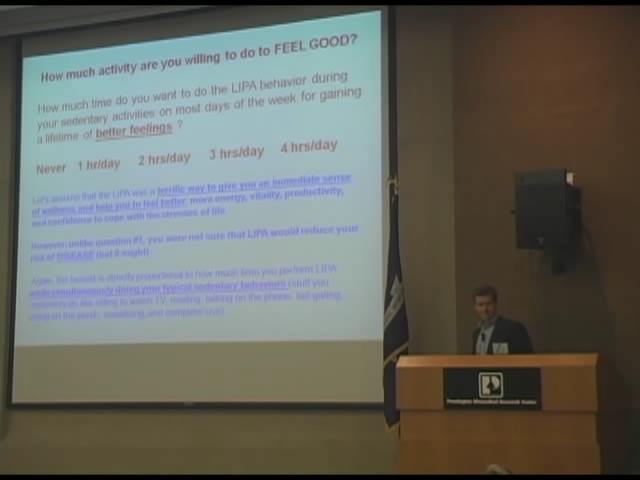 How much activity are you willing to do to FEEL GOOD?
How much time do you want to do the LIPA behavior during
your sedentary activities on most days of the week for gaining
a lifetime of better feelings ?
Never 1 hr/day 2 hrs/day 3 hrs/day 4 hrs/day
Let's assume that the LIPA was a terrific way to give you an immediate sense
of wellness and help you to feel better: more energy, vitality, productivity,
and confidence to cope with the stresses of life.
However, unlike question #1, you were not sure that LIPA would reduce your
risk of DISEASE (but it might)
Again, the benefit is directly proportional to how much time you perform LIPA
while simultaneously doing your typical sedentary behaviors (stuff you
commonly do like sitting to watch TV, reading, talking on the phone, tail-gating,
sitting on the porch, socializing, and computer use)
Pennington Biomedical Research Center